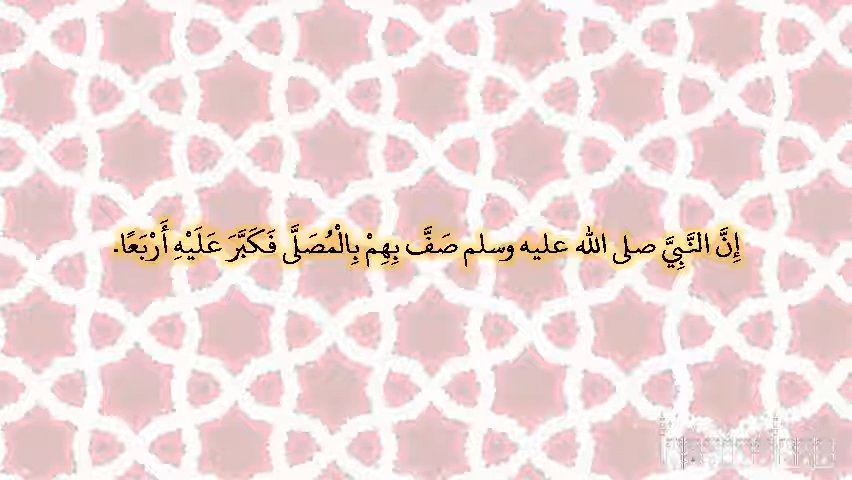 إِنَّ النَّبِيَّ صلى الله عليه وسلم صَفَّ بِهِمْ بِالْمُصَلَّى فَكَبَّرَ عَلَيْهِ أَرْبَعًا.